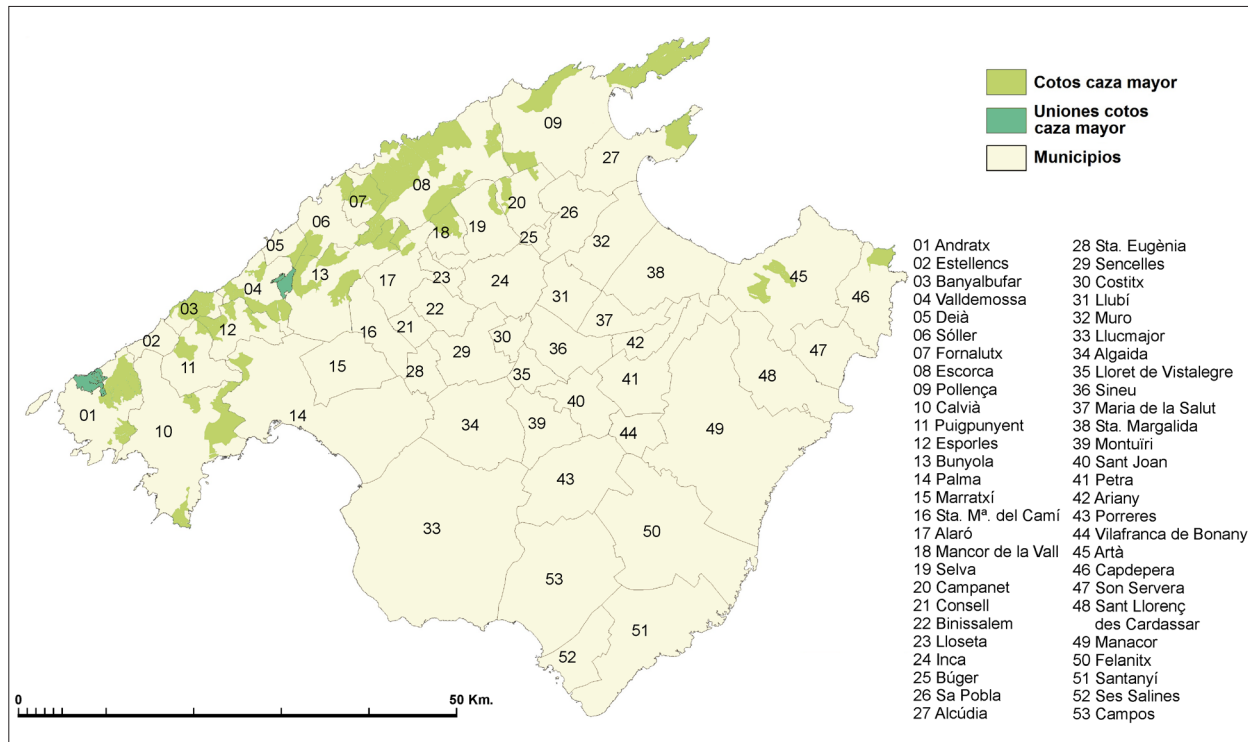 Cotos caza mayor
Uniones cotos
caza mayor
Municipios
09
27
08
07
20
26
06
18
19
25
32
05
13
17
23
24
38
45
04
46
03
22
31
12
16
21
37
02
30
42
47
29
36
11
15
28
35
41
48
01
10
14
34
39
40
44
49
43
33
50
53
51
52
01 Andratx
02 Estellencs
03 Banyalbufar
04 Valldemossa
05 Deià
06 Sóller
07 Fornalutx
08 Escorca
09 Pollença
10 Calvià
11 Puigpunyent
12 Esporles
13 Bunyola
14 Palma
15 Marratxí
16 Sta. Mª. del Camí
17 Alaró
18 Mancor de la Vall
19 Selva
20 Campanet
21 Consell
22 Binissalem
23 Lloseta
24 Inca
25 Búger
26 Sa Pobla
27 Alcúdia
28 Sta. Eugènia
29 Sencelles
30 Costitx
31 Llubí
32 Muro
33 Llucmajor
34 Algaida
35 Lloret de Vistalegre
36 Sineu
37 Maria de la Salut
38 Sta. Margalida
39 Montuïri
40 Sant Joan
41 Petra
42 Ariany
43 Porreres
44 Vilafranca de Bonany
45 Artà
46 Capdepera
47 Son Servera
48 Sant Llorenç
des Cardassar
49 Manacor
50 Felanitx
51 Santanyí
52 Ses Salines
53 Campos
0
50 Km.